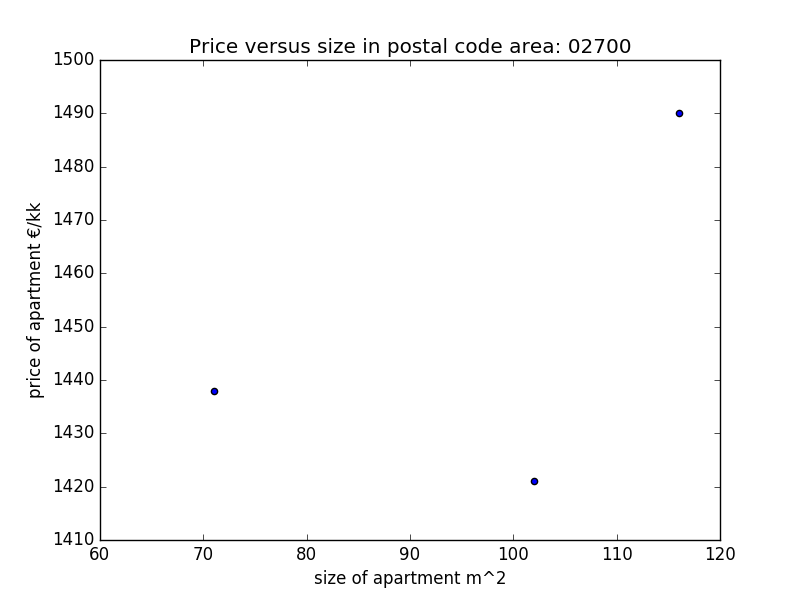 Price versus size in postal code area: 02700
1500
1490
1480
1470
1460
1450
1440
1430
1420
1410
price of apartment €/kk
60 70 80 90 100 110 120
size of apartment m^2